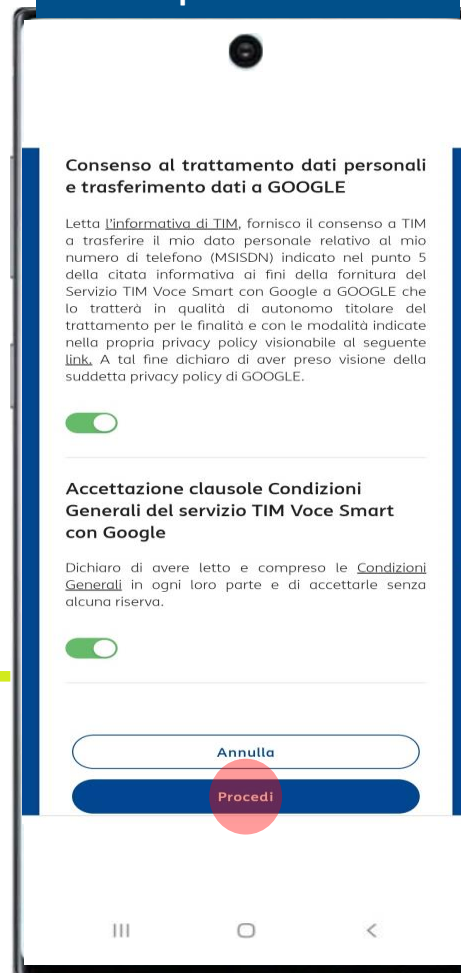 Consenso al trattamento dati personali
e trasferimento dati a GOOGLE
Letta l'informativa di TIM, fornisco il consenso a TIM
a trasferire il mio dato personale relativo al mio
numero di telefono (MSISDN) indicato nel punto 5
della citata informativa ai fini della fornitura del
Servizio TIM Voce Smart con Google a GOOGLE che
lo tratterà in qualità di autonomo titolare del
trattamento per le finalità e con le modalità indicate
nella propria privacy policy visionabile al seguente
link. A tal fine dichiaro di aver preso visione della
suddetta privacy policy di GOOGLE.
Accettazione clausole Condizioni
Generali del servizio TIM Voce Smart
con Google
Dichiaro di avere letto e compreso le Condizioni
Generali in ogni loro parte e di accettarle senza
alcuna riserva.
Annulla
Procedi